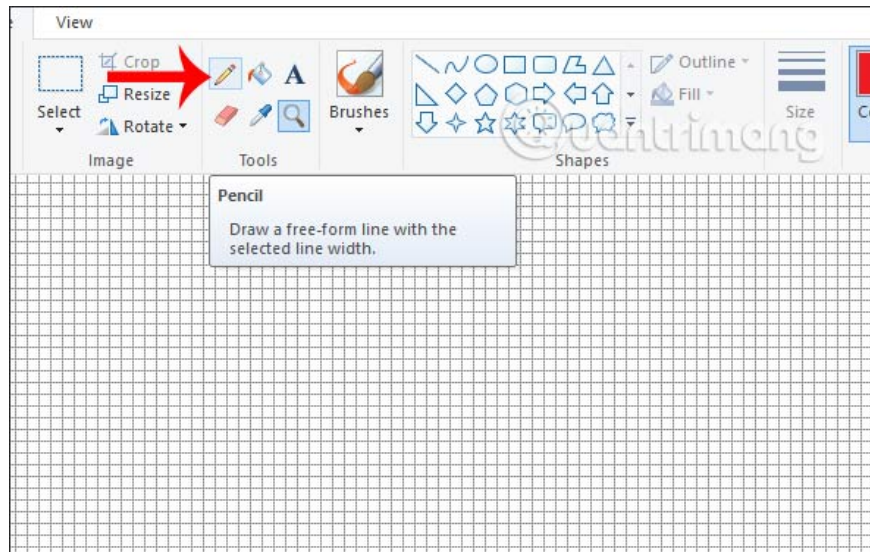 View
Crop
Resize
Rotate
Select
Image
A
Tools
Brushes
Outline
Fill
Shapes
Size
@uantrimang
Pencil
Draw a free-form line with the
selected line width.